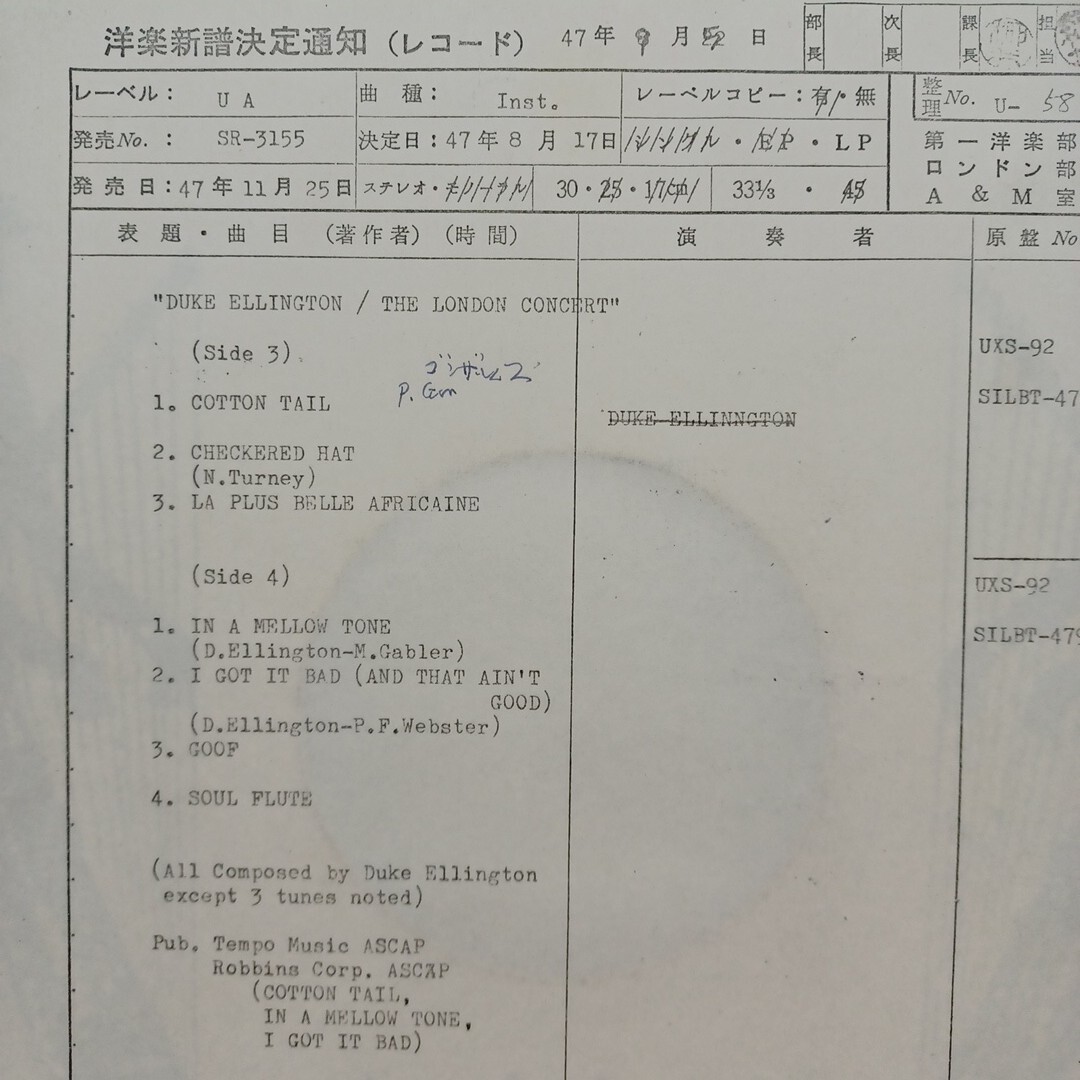 洋楽新譜決定通知 (レコード) 47年 9月 日
部長 次長 課長 担当
レーベル: UA 曲種: Inst. レーベルコピー:有・無 整理No. U-58
発売No. : SR-3155 決定日:47年8月17日 ・EP・LP 第一洋楽部
ロンドン部
発売日:47年11月25日 ステレオ・モノーラル 30・25・17cm 33⅓・45 A & M 室
表題・曲目 (著作者) (時間) 演奏者 原盤No
"DUKE ELLINGTON / THE LONDON CONCERT"
(Side 3) UXS-92
ゴンザレス
P. Gon
SILBT-47
1. COTTON TAIL
DUKE ELLINNGTON
2. CHECKERED HAT
(N.Turney)
3. LA PLUS BELLE AFRICAINE
(Side 4) UXS-92
1. IN A MELLOW TONE SILBT-479
(D.Ellington-M.Gabler)
2. I GOT IT BAD (AND THAT AIN'T
GOOD)
(D.Ellington-P.F.Webster)
3. GOOF
4. SOUL FLUTE
(All Composed by Duke Ellington
except 3 tunes noted)
Pub. Tempo Music ASCAP
Robbins Corp. ASCAP
(COTTON TAIL,
IN A MELLOW TONE,
I GOT IT BAD)